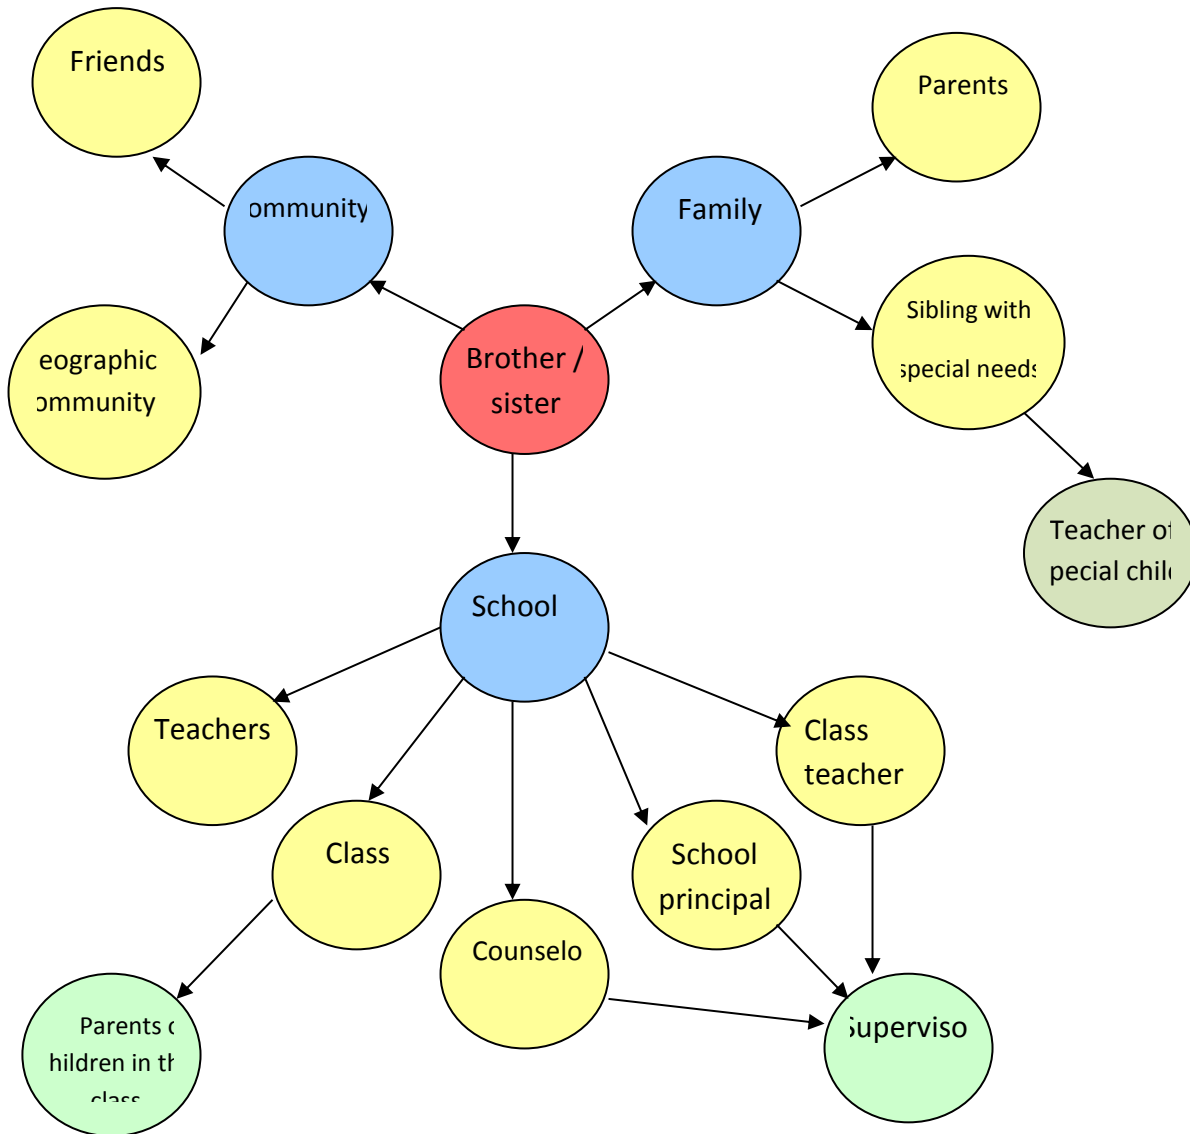 Friends
Parents
ommunity
Family
Sibling with
special needs
eographic
ommunity
Brother /
sister
Teacher of
pecial chil
School
Teachers
Class
teacher
Class
School
principal
Counselo
Superviso
Parents
hildren in th
class